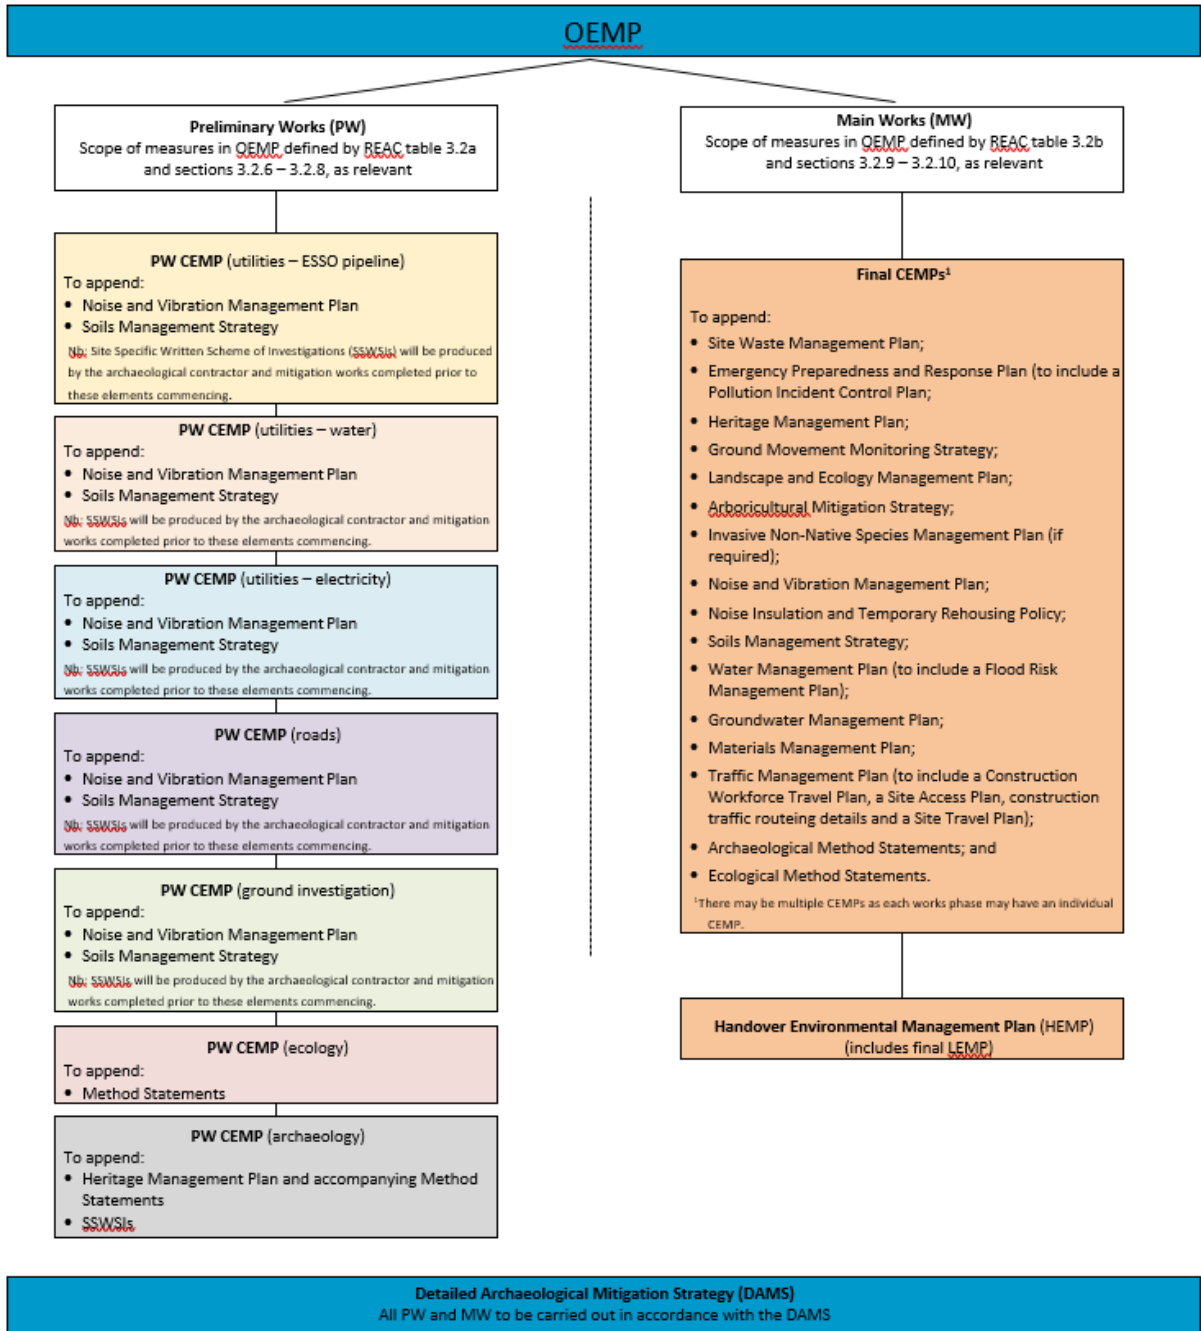 OEMP
Preliminary Works (PW)
Scope of measures in OEMP defined by REAC table 3.2a
and sections 3.2.6 – 3.2.8, as relevant
PW CEMP (utilities – ESSO pipeline)
To append:
• Noise and Vibration Management Plan
• Soils Management Strategy
Nb: Site Specific Written Scheme of Investigations (SSWSIs) will be produced
by the archaeological contractor and mitigation works completed prior to
these elements commencing.
PW CEMP (utilities – water)
To append:
• Noise and Vibration Management Plan
• Soils Management Strategy
Nb: SSWSIs will be produced by the archaeological contractor and mitigation
works completed prior to these elements commencing.
PW CEMP (utilities – electricity)
To append:
• Noise and Vibration Management Plan
• Soils Management Strategy
Nb: SSWSIs will be produced by the archaeological contractor and mitigation
works completed prior to these elements commencing.
PW CEMP (roads)
To append:
• Noise and Vibration Management Plan
• Soils Management Strategy
Nb: SSWSIs will be produced by the archaeological contractor and mitigation
works completed prior to these elements commencing.
PW CEMP (ground investigation)
To append:
• Noise and Vibration Management Plan
• Soils Management Strategy
Nb: SSWSIs will be produced by the archaeological contractor and mitigation
works completed prior to these elements commencing.
PW CEMP (ecology)
To append:
• Method Statements
PW CEMP (archaeology)
To append:
• Heritage Management Plan and accompanying Method
Statements
• SSWSIs
Main Works (MW)
Scope of measures in OEMP defined by REAC table 3.2b
and sections 3.2.9 – 3.2.10, as relevant
Final CEMPs¹
To append:
• Site Waste Management Plan;
• Emergency Preparedness and Response Plan (to include a
Pollution Incident Control Plan;
• Heritage Management Plan;
• Ground Movement Monitoring Strategy;
• Landscape and Ecology Management Plan;
• Arboricultural Mitigation Strategy;
• Invasive Non-Native Species Management Plan (if
required);
• Noise and Vibration Management Plan;
• Noise Insulation and Temporary Rehousing Policy;
• Soils Management Strategy;
• Water Management Plan (to include a Flood Risk
Management Plan);
• Groundwater Management Plan;
• Materials Management Plan;
• Traffic Management Plan (to include a Construction
Workforce Travel Plan, a Site Access Plan, construction
traffic routeing details and a Site Travel Plan);
• Archaeological Method Statements; and
• Ecological Method Statements.
¹There may be multiple CEMPs as each works phase may have an individual
CEMP.
Handover Environmental Management Plan (HEMP)
(includes final LEMP)
Detailed Archaeological Mitigation Strategy (DAMS)
All PW and MW to be carried out in accordance with the DAMS